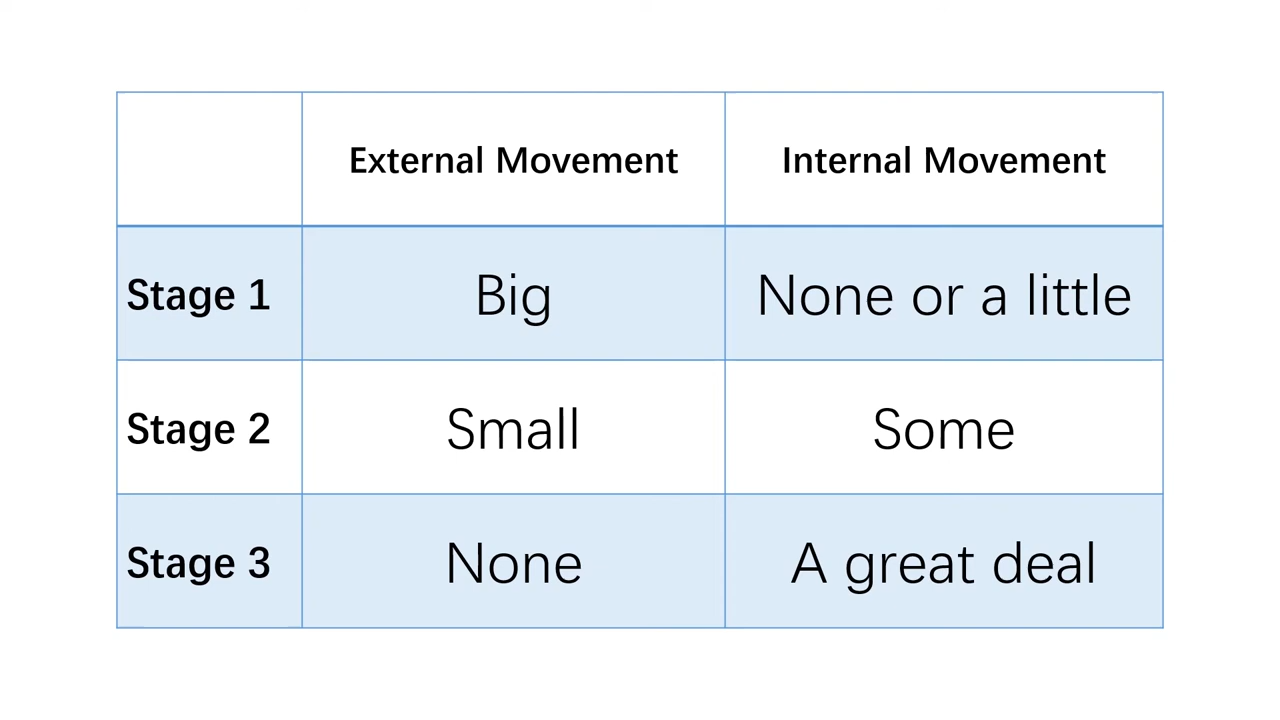 External Movement Internal Movement
Stage 1 Big None or a little
Stage 2 Small Some
Stage 3 None A great deal